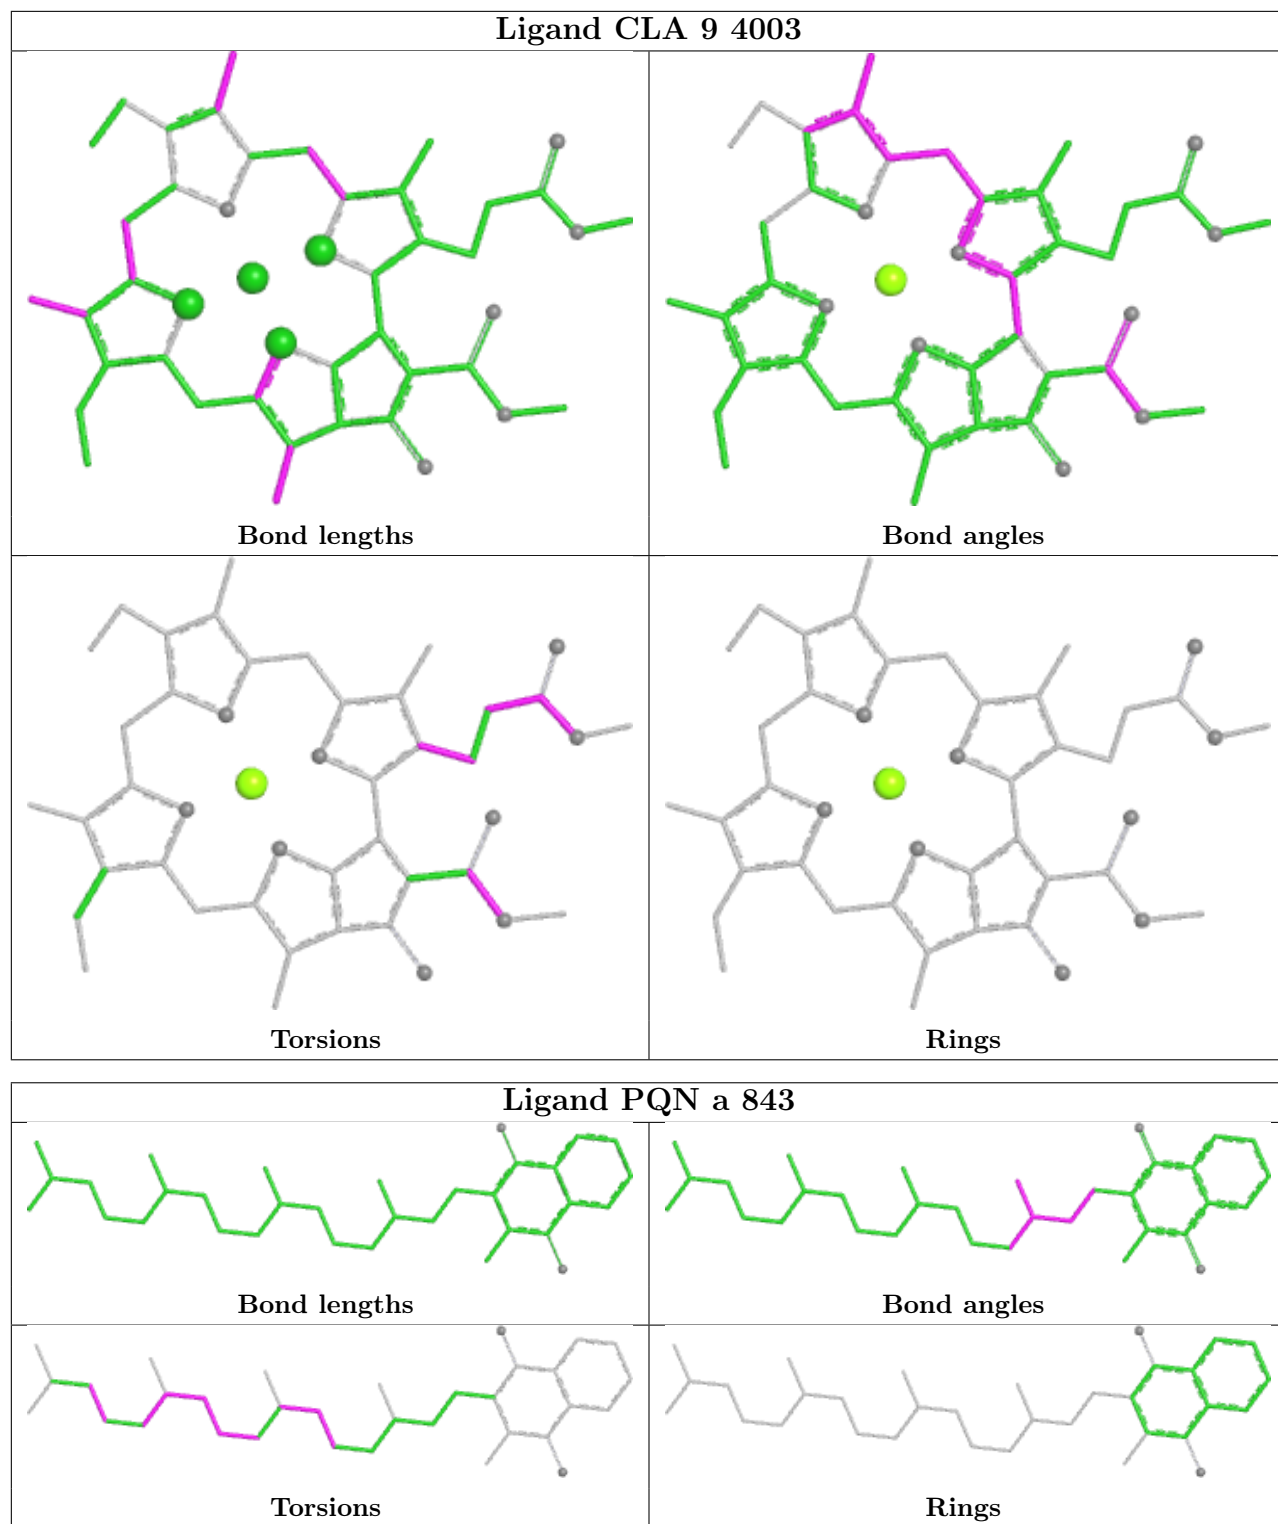 Ligand CLA 9 4003
Bond lengths
Bond angles
Torsions
Rings
Ligand PQN a 843
Bond lengths
Bond angles
Torsions
Rings